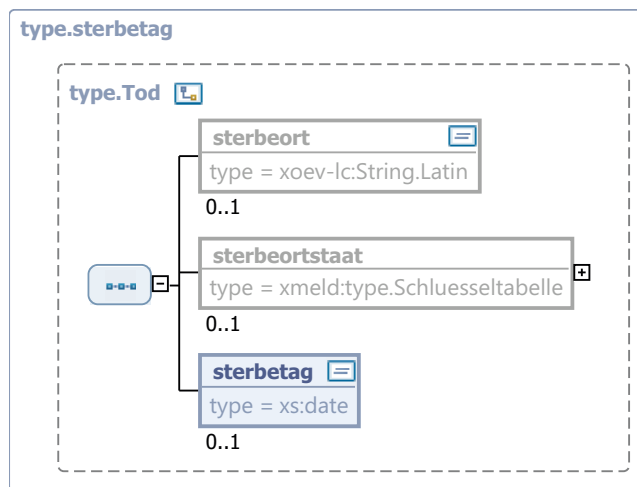 type.sterbetag
type.Tod
sterbeort
type = xoev-lc:String.Latin
0..1
sterbeortstaat
type = xmeld:type.Schluesseltabelle
0..1
sterbetag
type = xs:date
0..1